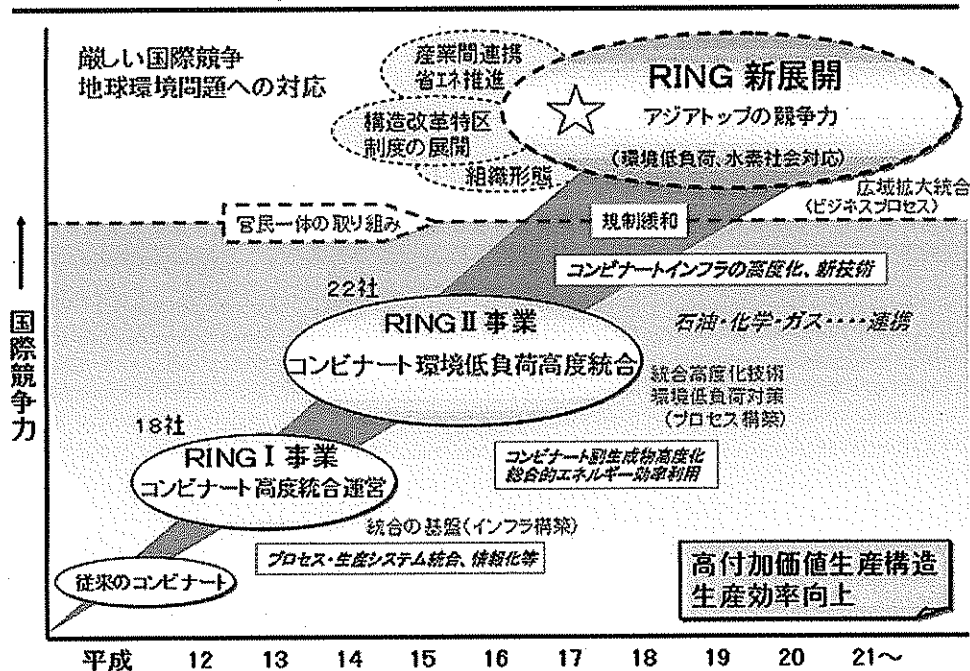 厳しい国際競争
地球環境問題への対応
産業間連携
省エネ推進
構造改革特区
制度の展開
組織形態
RING 新展開
アジアトップの競争力
(環境低負荷、水素社会対応)
広域拡大統合
(ビジネスプロセス)
官民一体の取り組み
規制緩和
コンビナートインフラの高度化、新技術
22社
RINGⅡ事業
コンビナート環境低負荷高度統合
石油・化学・ガス・・・・連携
統合高度化技術
環境低負荷対策
(プロセス構築)
18社
RINGⅠ事業
コンビナート高度統合運営
コンビナート副生成物高度化
総合的エネルギー効率利用
統合の基盤(インフラ構築)
プロセス・生産システム統合、情報化等
従来のコンビナート
高付加価値生産構造
生産効率向上
国際競争力
平成 12 13 14 15 16 17 18 19 20 21～